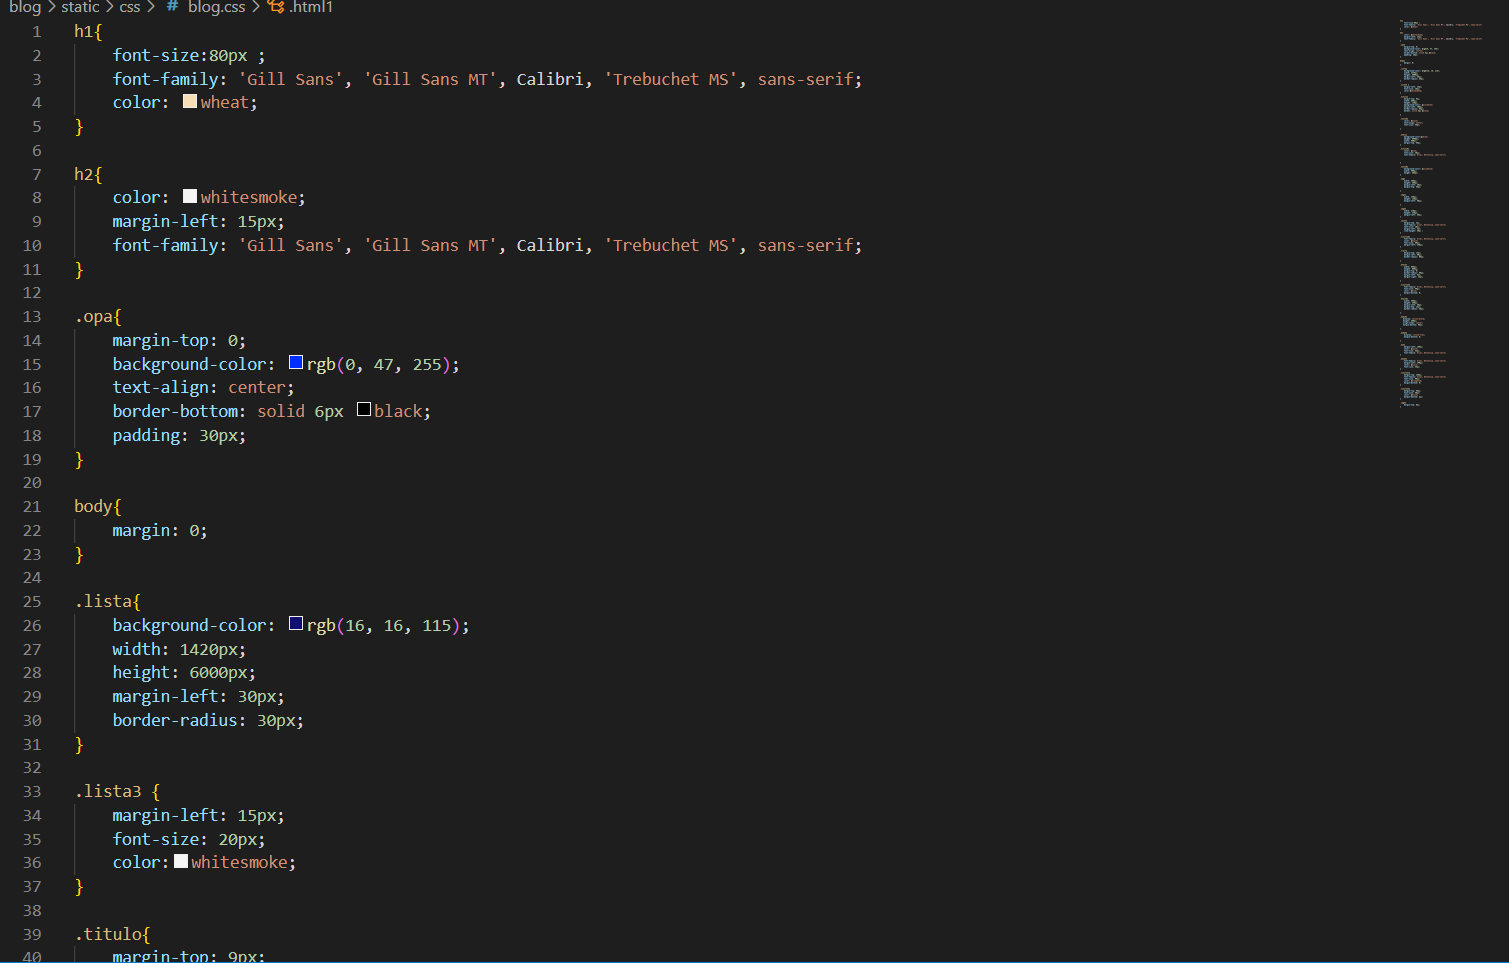 blog > static > css > # blog.css > .html1
1 h1{
2 font-size:80px ;
3 font-family: 'Gill Sans', 'Gill Sans MT', Calibri, 'Trebuchet MS', sans-serif;
4 color: wheat;
5 }
6
7 h2{
8 color: whitesmoke;
9 margin-left: 15px;
10 font-family: 'Gill Sans', 'Gill Sans MT', Calibri, 'Trebuchet MS', sans-serif;
11 }
12
13 .opa{
14 margin-top: 0;
15 background-color: rgb(0, 47, 255);
16 text-align: center;
17 border-bottom: solid 6px black;
18 padding: 30px;
19 }
20
21 body{
22 margin: 0;
23 }
24
25 .lista{
26 background-color: rgb(16, 16, 115);
27 width: 1420px;
28 height: 6000px;
29 margin-left: 30px;
30 border-radius: 30px;
31 }
32
33 .lista3 {
34 margin-left: 15px;
35 font-size: 20px;
36 color: whitesmoke;
37 }
38
39 .titulo{
40 margin-top: 9px;